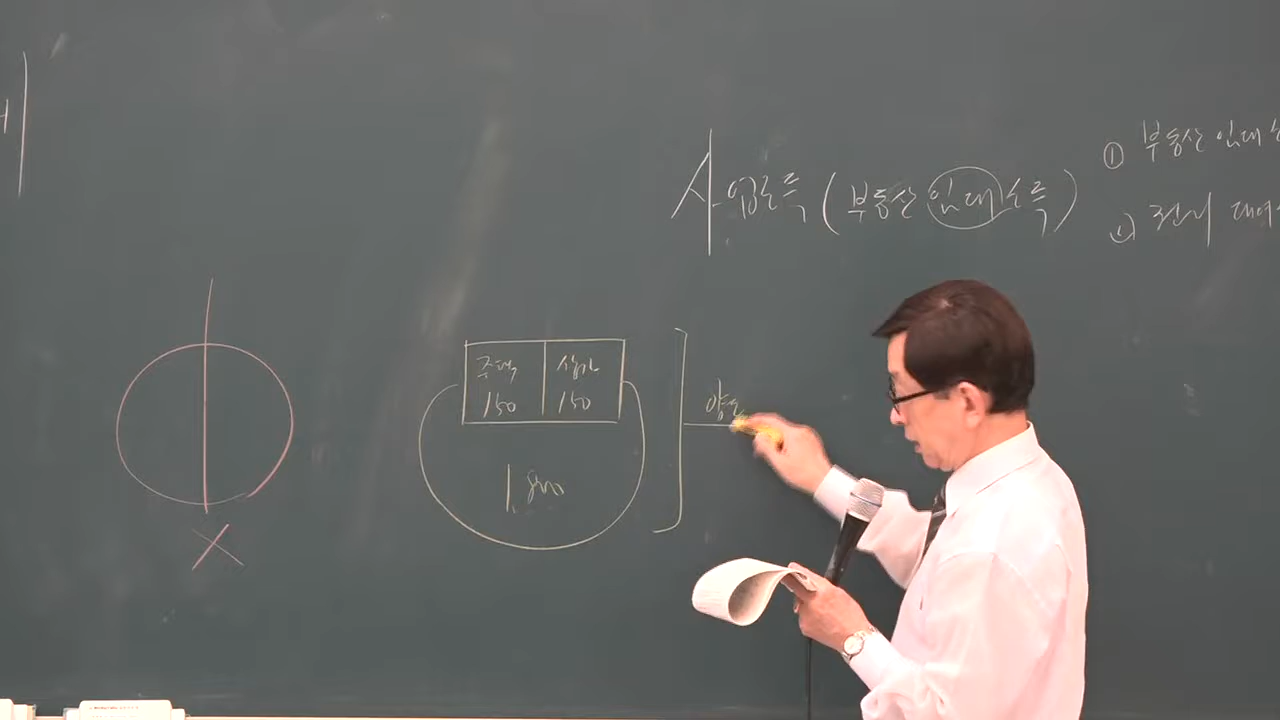 ① 부동산 임대
사업소득 (부동산 임대소득)
② 전세 대여
주택 상가
150 150
1,800
양도